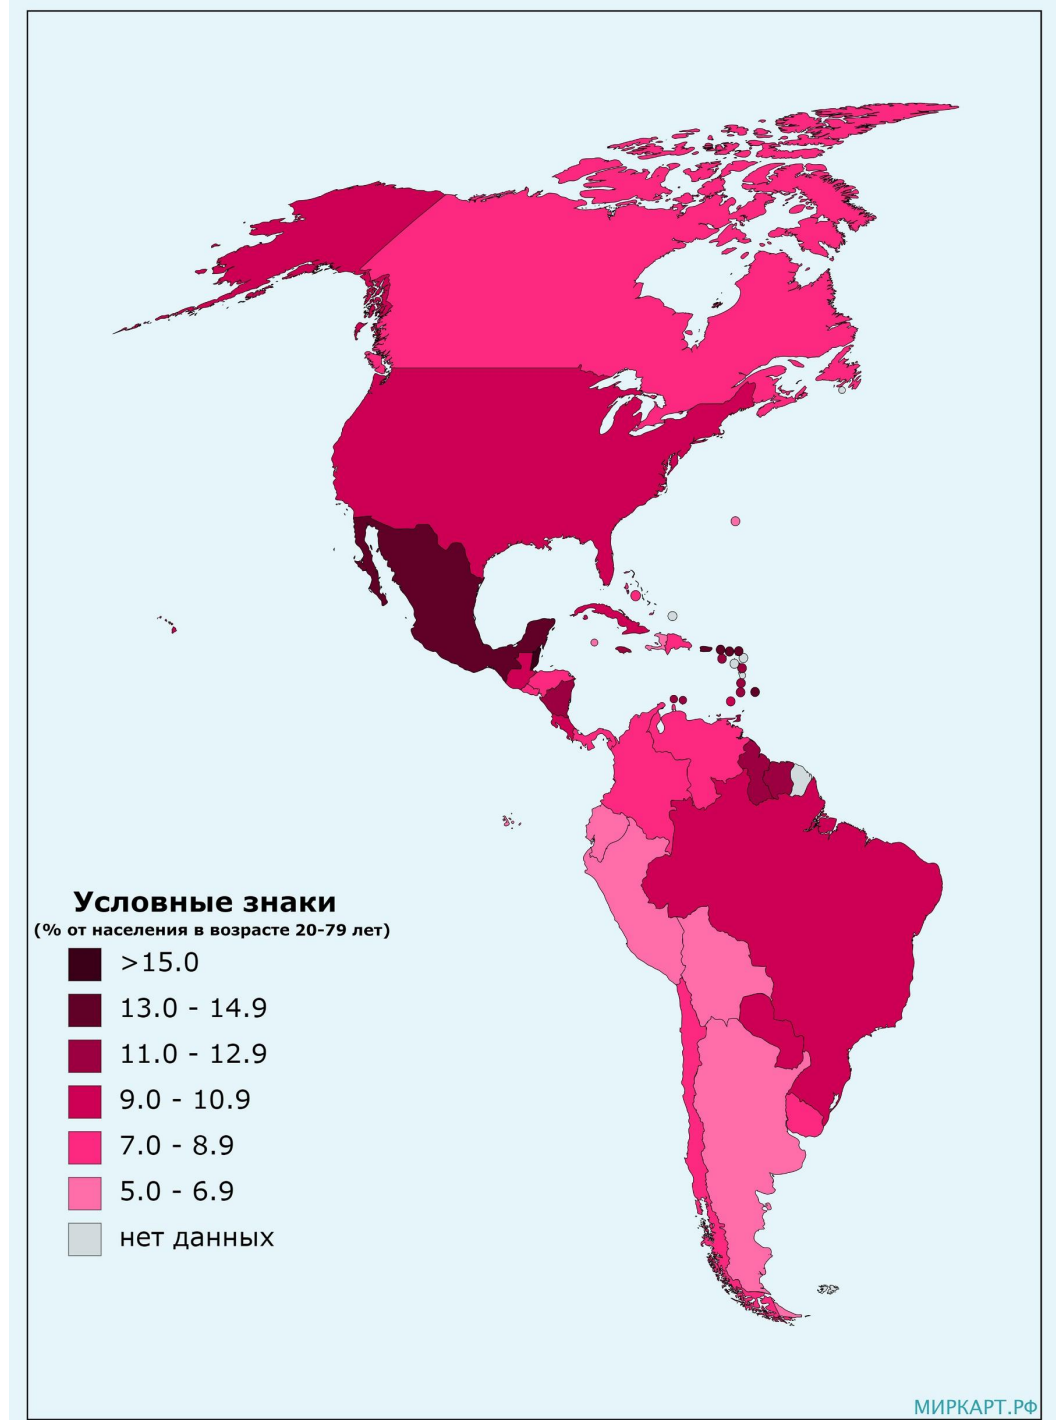 Условные знаки
(% от населения в возрасте 20-79 лет)
>15.0
13.0 - 14.9
11.0 - 12.9
9.0 - 10.9
7.0 - 8.9
5.0 - 6.9
нет данных
МИРКАРТ.РФ